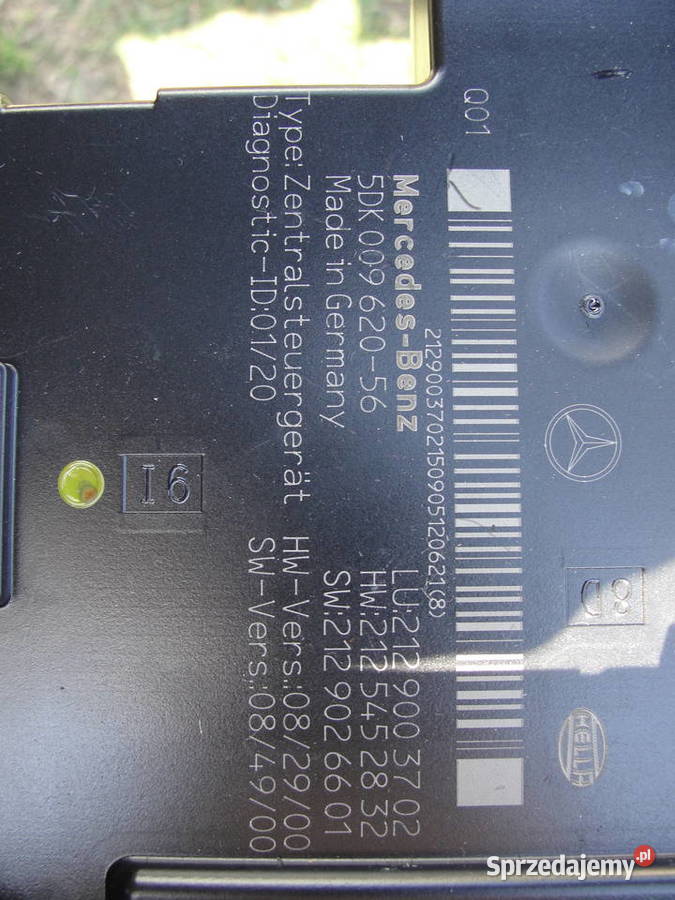 Q01
2129003702150905120621(8)
Mercedes-Benz
5DK 009 620-56
Made in Germany
Type: Zentralsteuergerät
Diagnostic-ID:01/20
LU:212 900 37 02
HW:212 545 28 32
SW:212 902 66 01
HW-Vers.:08/29/00
SW-Vers.:08/49/00
8D
I6
HELLA
Sprzedajemy.pl